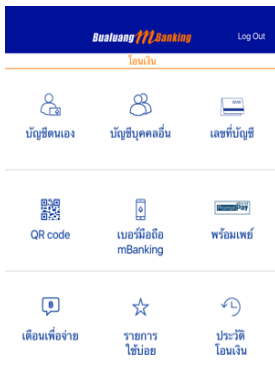 Bualuang mBanking
Log Out
โอนเงิน
บัญชีตนเอง
บัญชีบุคคลอื่น
เลขที่บัญชี
QR code
เบอร์มือถือ
mBanking
PromptPay
พร้อมเพย์
เตือนเพื่อจ่าย
รายการ
ใช้บ่อย
ประวัติ
โอนเงิน